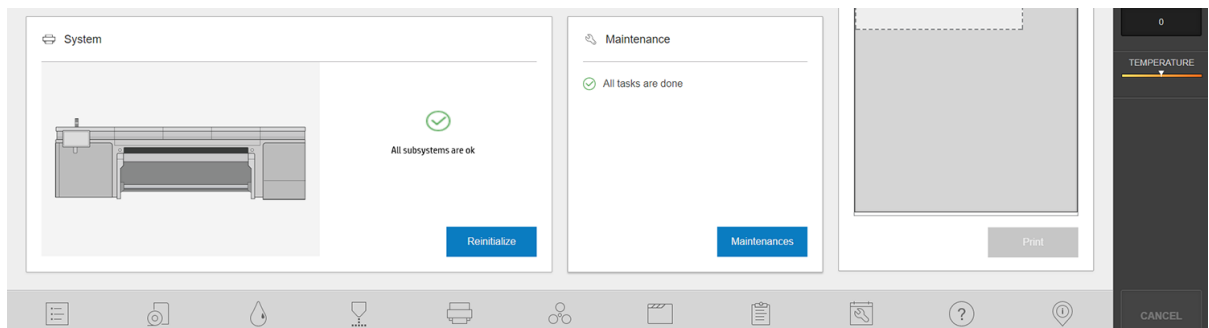 System
All subsystems are ok
Reinitialize
Maintenance
All tasks are done
Maintenances
Print
0
TEMPERATURE
CANCEL